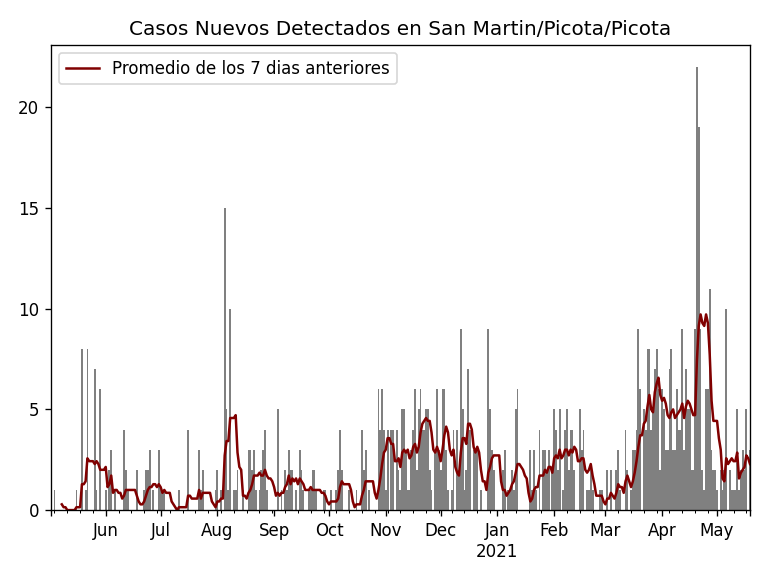 Casos Nuevos Detectados en San Martin/Picota/Picota
Promedio de los 7 dias anteriores
20
15
10
5
0
Jun Jul Aug Sep Oct Nov Dec Jan Feb Mar Apr May
2021